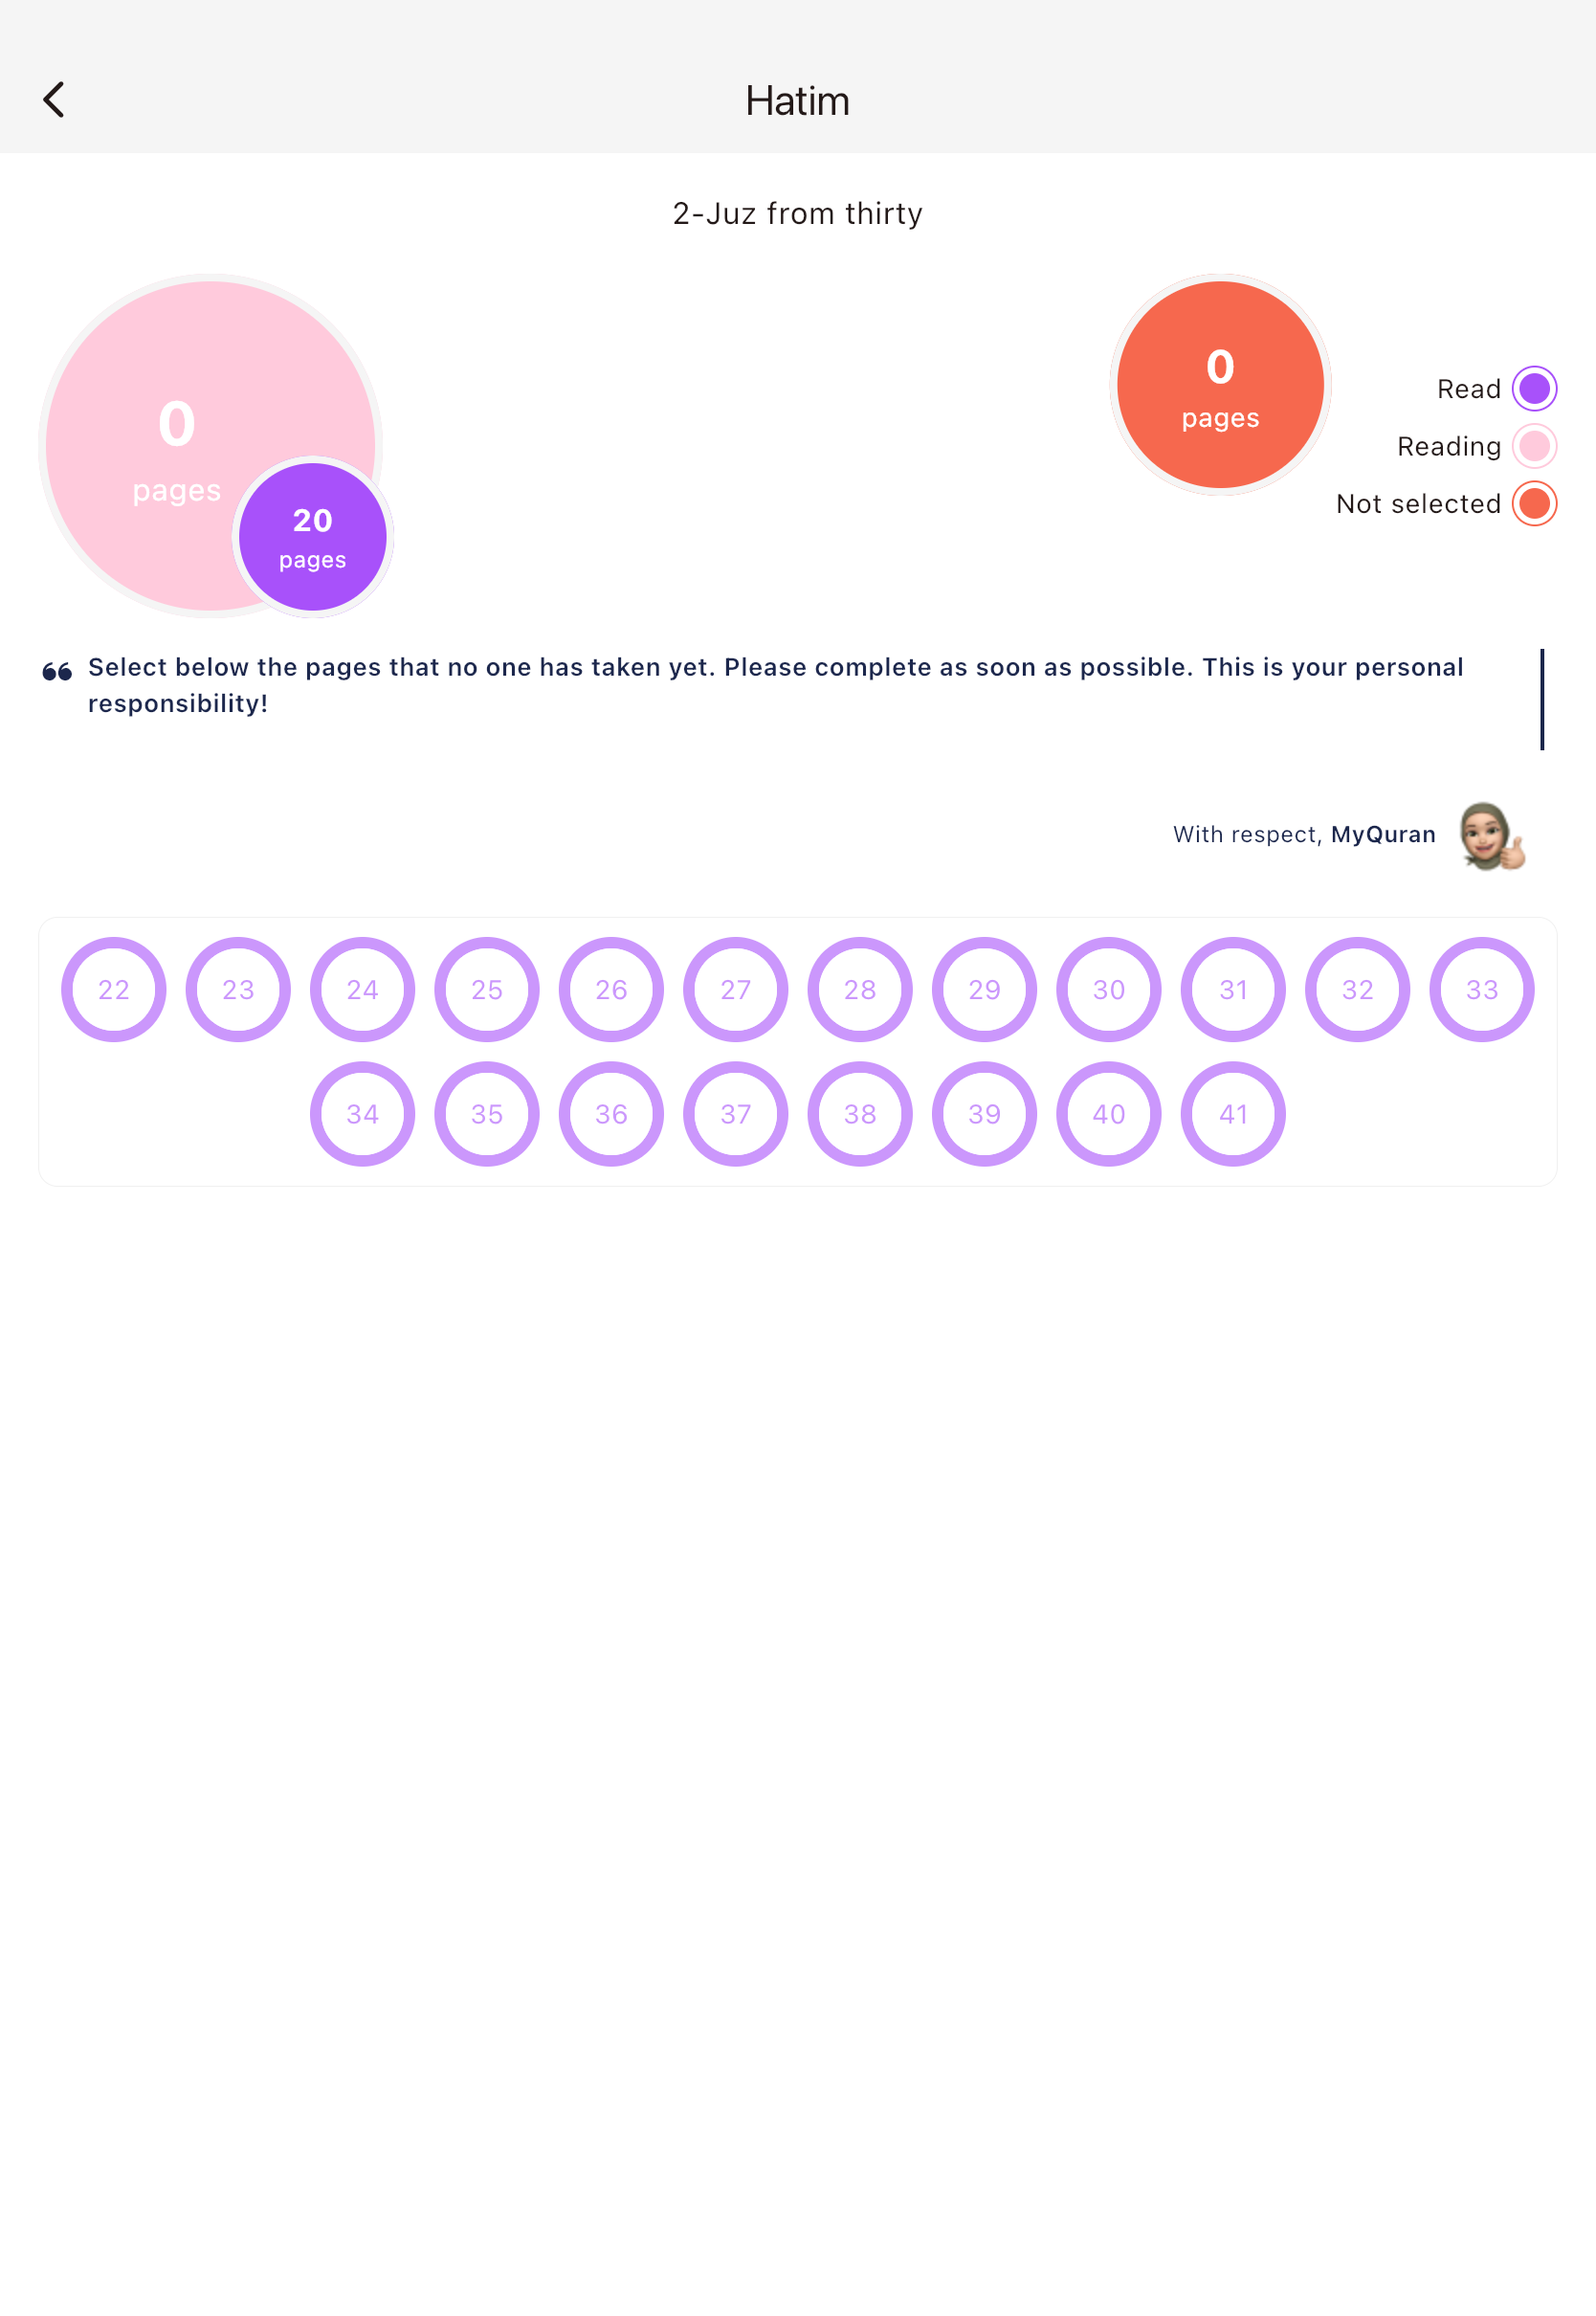 Hatim
2-Juz from thirty
0
pages
20
pages
0
pages
Read
Reading
Not selected
❝ Select below the pages that no one has taken yet. Please complete as soon as possible. This is your personal
responsibility!
With respect, MyQuran
22 23 24 25 26 27 28 29 30 31 32 33
34 35 36 37 38 39 40 41